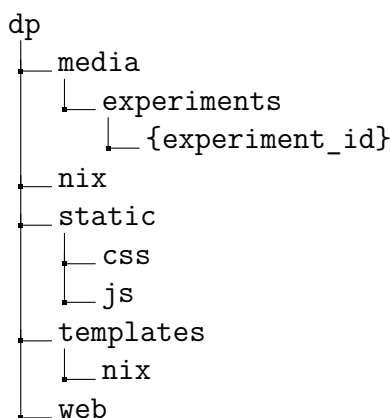 dp
media
experiments
{experiment_id}
nix
static
css
js
templates
nix
web